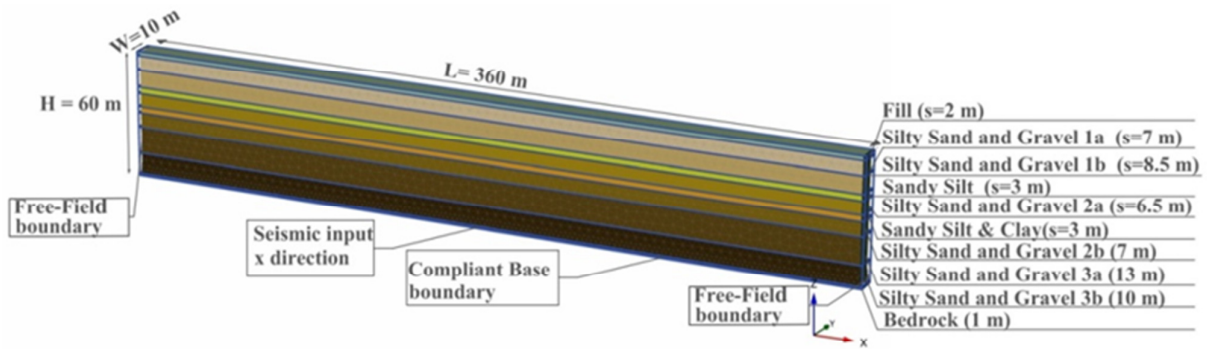 W=10 m
L= 360 m
H = 60 m
Fill (s=2 m)
Silty Sand and Gravel 1a (s=7 m)
Silty Sand and Gravel 1b (s=8.5 m)
Sandy Silt (s=3 m)
Silty Sand and Gravel 2a (s=6.5 m)
Sandy Silt & Clay(s=3 m)
Silty Sand and Gravel 2b (7 m)
Silty Sand and Gravel 3a (13 m)
Silty Sand and Gravel 3b (10 m)
Bedrock (1 m)
Free-Field
boundary
Seismic input
x direction
Compliant Base
boundary
Free-Field
boundary
Z
Y
X